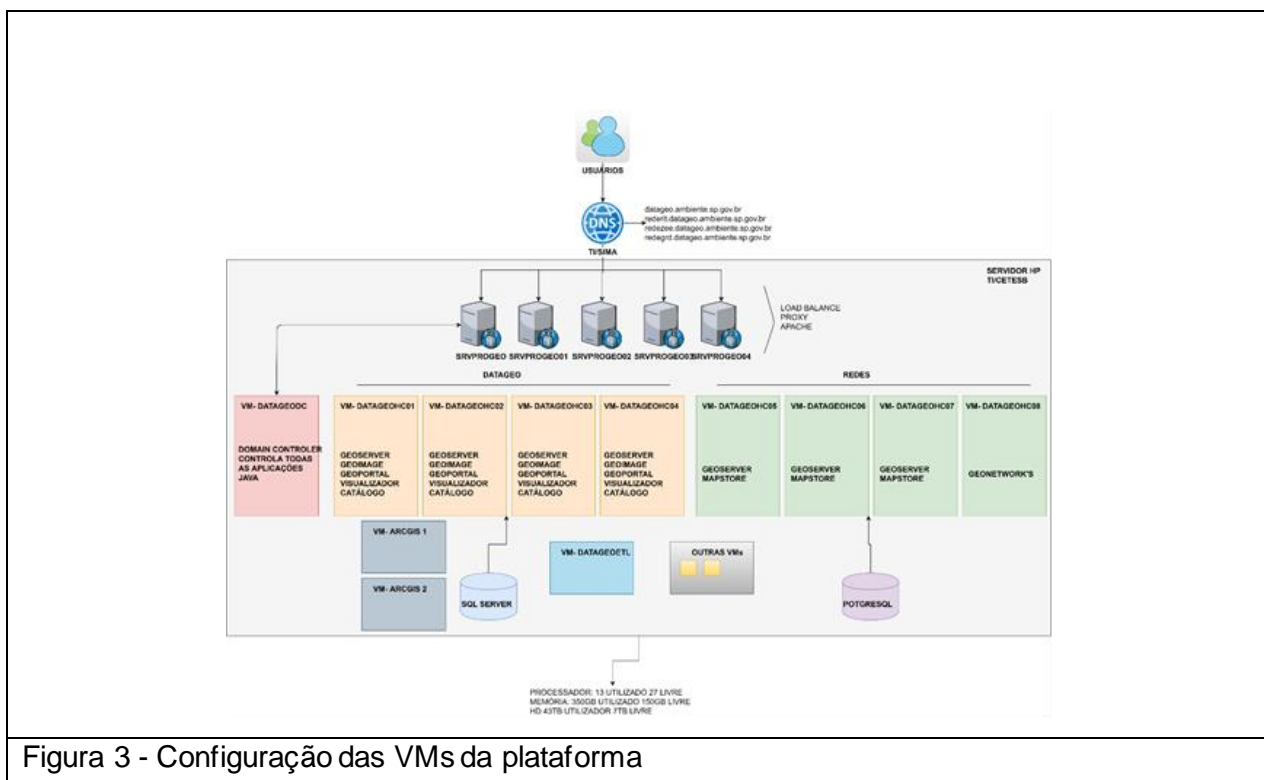 USUÁRIOS
DNS
TI/SIMA
datageo.ambiente.sp.gov.br
rederit.datageo.ambiente.sp.gov.br
redezee.datageo.ambiente.sp.gov.br
redegrd.datageo.ambiente.sp.gov.br
SERVIDOR HP
TI/CETESB
LOAD BALANCE
PROXY
APACHE
SRVPROGEO
SRVPROGEO01
SRVPROGEO02
SRVPROGEO03
SRVPROGEO04
DATAGEO
REDES
VM- DATAGEODC
DOMAIN CONTROLER
CONTROLA TODAS
AS APLICAÇÕES
JAVA
VM- DATAGEOHC01
GEOSERVER
GEOIMAGE
GEOPORTAL
VISUALIZADOR
CATÁLOGO
VM- DATAGEOHC02
GEOSERVER
GEOIMAGE
GEOPORTAL
VISUALIZADOR
CATÁLOGO
VM- DATAGEOHC03
GEOSERVER
GEOIMAGE
GEOPORTAL
VISUALIZADOR
CATÁLOGO
VM- DATAGEOHC04
GEOSERVER
GEOIMAGE
GEOPORTAL
VISUALIZADOR
CATÁLOGO
VM- DATAGEOHC05
GEOSERVER
MAPSTORE
VM- DATAGEOHC06
GEOSERVER
MAPSTORE
VM- DATAGEOHC07
GEOSERVER
MAPSTORE
VM- DATAGEOHC08
GEONETWORK'S
VM- ARCGIS 1
VM- ARCGIS 2
SQL SERVER
VM- DATAGEOETL
OUTRAS VMs
POTGRESQL
PROCESSADOR: 13 UTILIZADO 27 LIVRE
MEMÓRIA: 350GB UTILIZADO 150GB LIVRE
HD 43TB UTILIZADOR 7TB LIVRE
Figura 3 - Configuração das VMs da plataforma